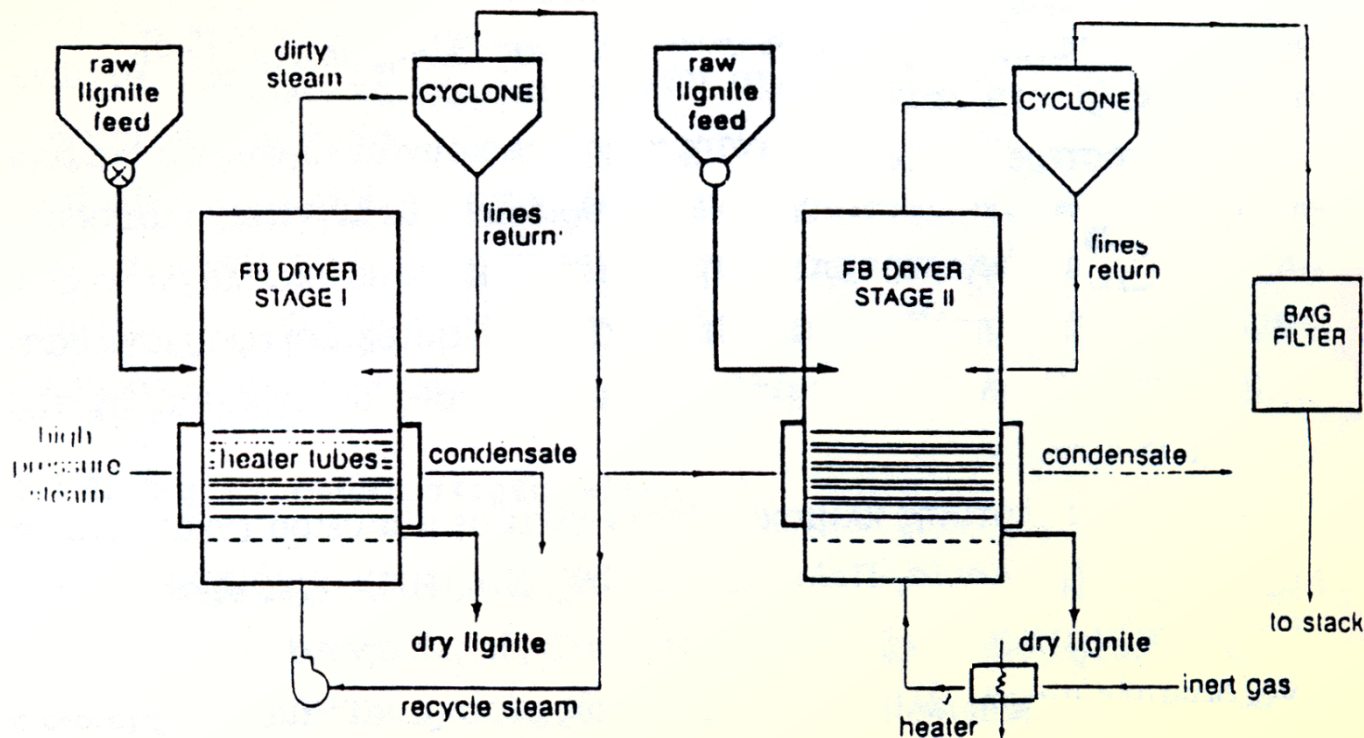 raw
lignite
feed
dirty
steam
CYCLONE
fines
return
FB DRYER
STAGE I
high
pressure
steam
heater tubes
condensate
dry lignite
recycle steam
raw
lignite
feed
CYCLONE
fines
return
FB DRYER
STAGE II
BAG
FILTER
condensate
dry lignite
to stack
inert gas
heater